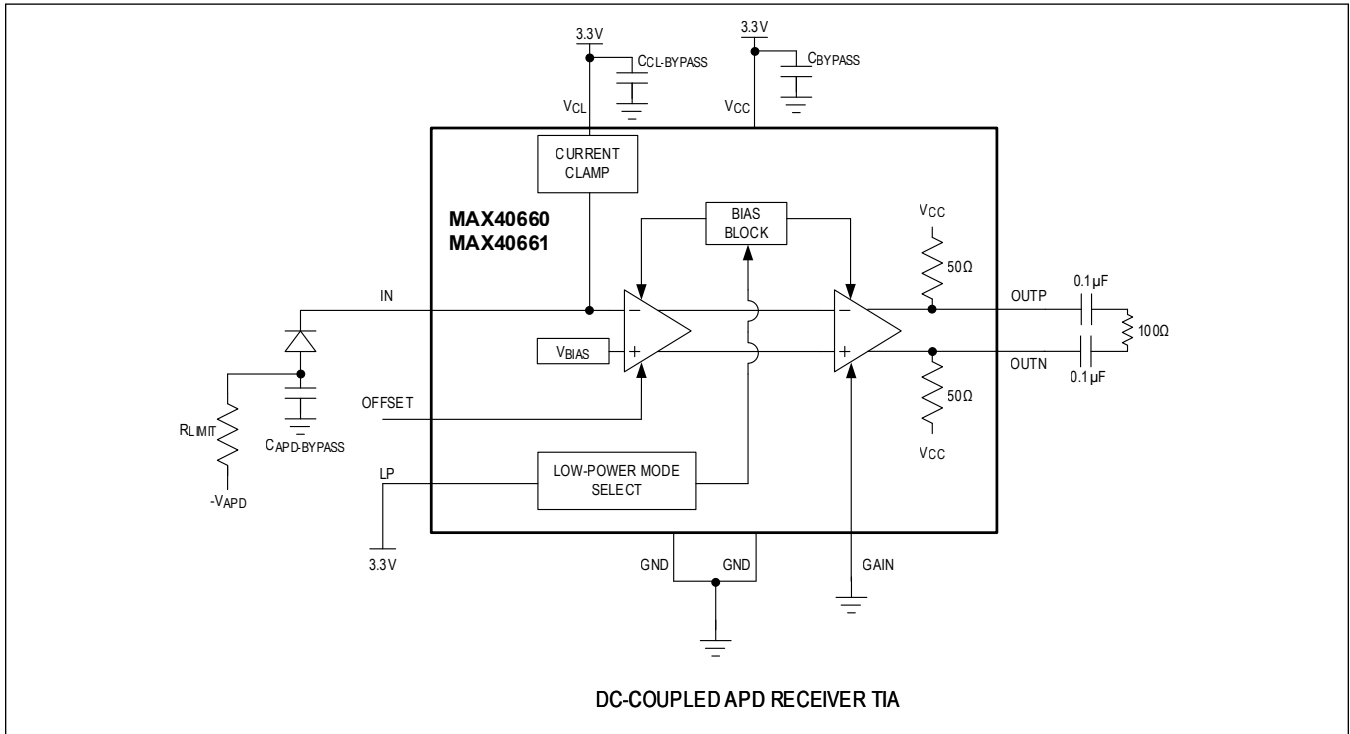 3.3V
3.3V
CCL-BYPASS
CBYPASS
VCL
VCC
CURRENT
CLAMP
MAX40660
MAX40661
BIAS
BLOCK
VCC
50Ω
IN
OUTP
0.1µF
100Ω
VBIAS
OUTN
0.1µF
50Ω
VCC
OFFSET
RLIMIT
CAPD-BYPASS
-VAPD
LP
LOW-POWER MODE
SELECT
3.3V
GND
GND
GAIN
DC-COUPLED APD RECEIVER TIA